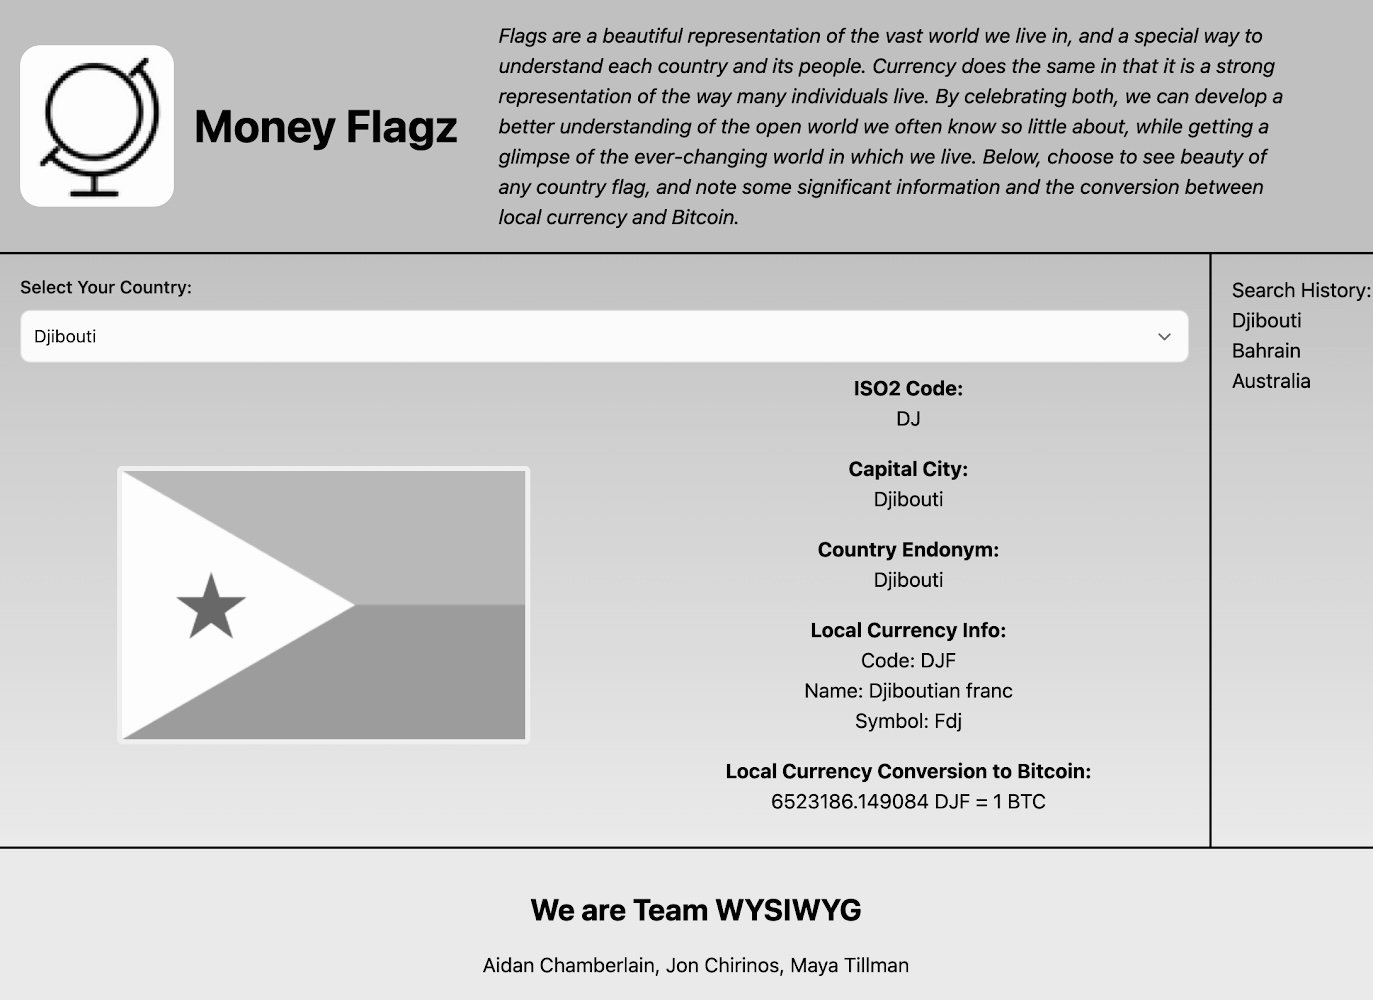 Money Flagz
Flags are a beautiful representation of the vast world we live in, and a special way to
understand each country and its people. Currency does the same in that it is a strong
representation of the way many individuals live. By celebrating both, we can develop a
better understanding of the open world we often know so little about, while getting a
glimpse of the ever-changing world in which we live. Below, choose to see beauty of
any country flag, and note some significant information and the conversion between
local currency and Bitcoin.
Select Your Country:
Djibouti
ISO2 Code:
DJ
Capital City:
Djibouti
Country Endonym:
Djibouti
Local Currency Info:
Code: DJF
Name: Djiboutian franc
Symbol: Fdj
Local Currency Conversion to Bitcoin:
6523186.149084 DJF = 1 BTC
Search History:
Djibouti
Bahrain
Australia
We are Team WYSIWYG
Aidan Chamberlain, Jon Chirinos, Maya Tillman